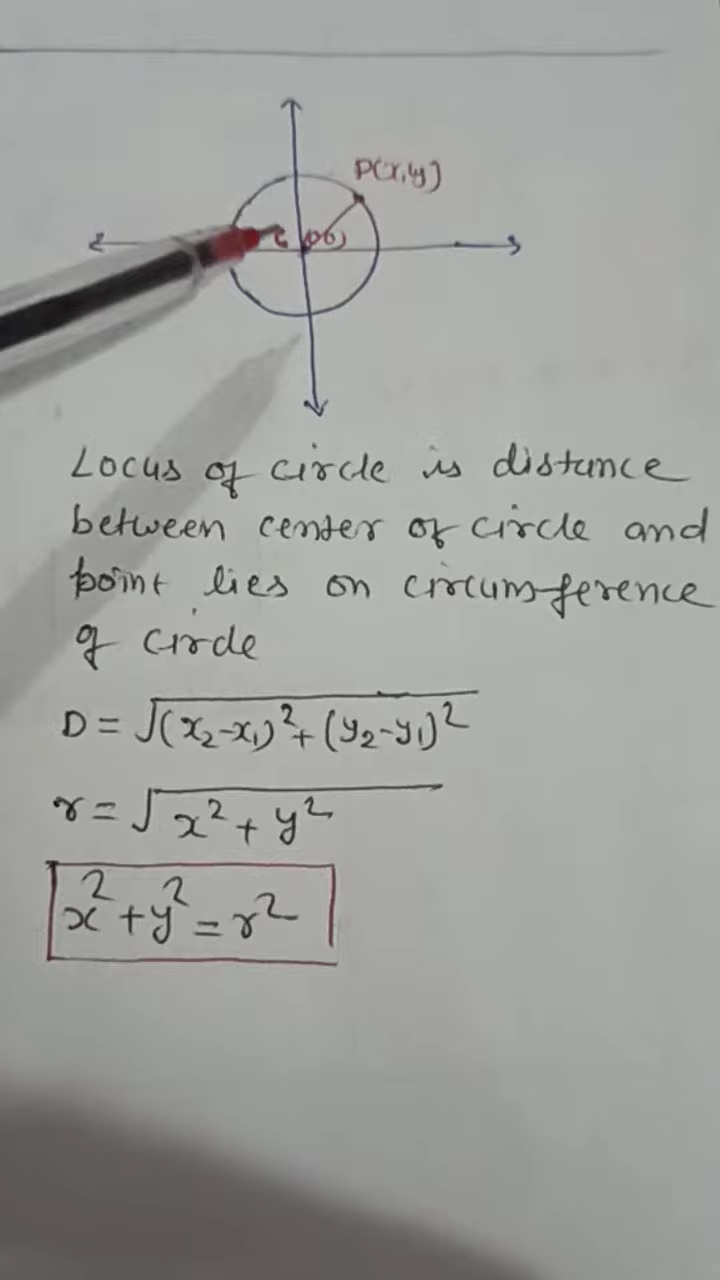 P(x,y)
C (0,0)
Locus of circle is distance
between center of circle and
point lies on circumference
of circle
D = √(x₂-x₁)²+(y₂-y₁)²
r = √x²+y²
x²+y²=r²